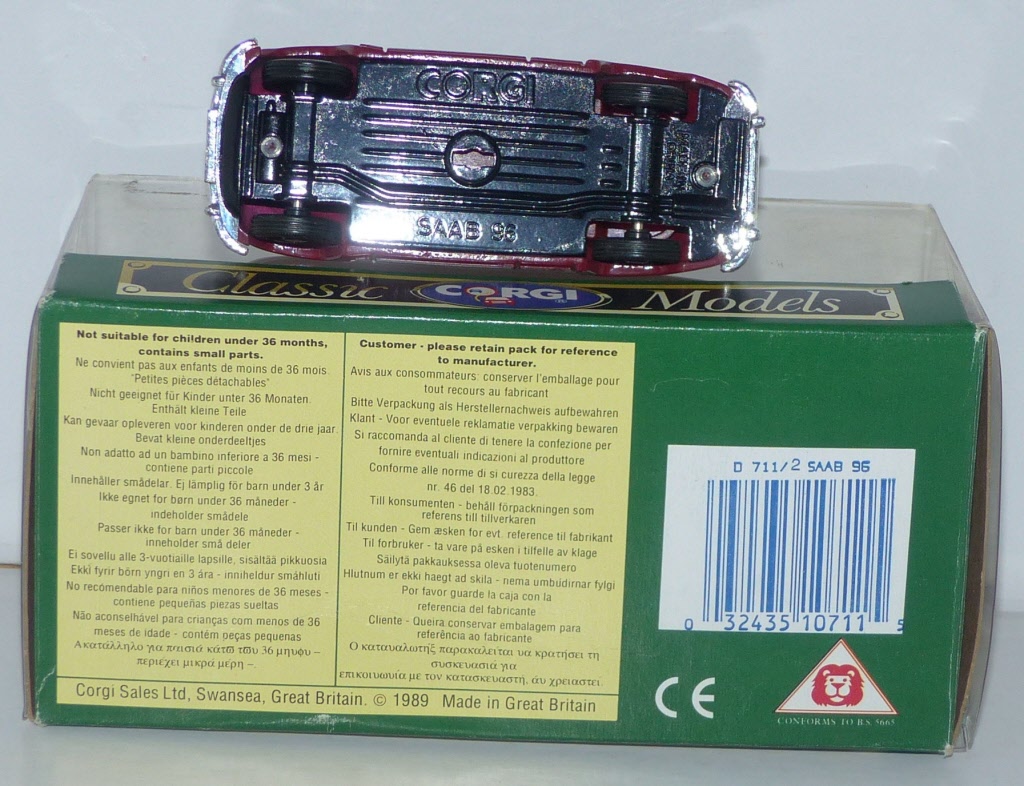 CORGI
SAAB 96
Classic CORGI Models
Not suitable for children under 36 months,
contains small parts.
Ne convient pas aux enfants de moins de 36 mois.
"Petites pièces détachables"
Nicht geeignet für Kinder unter 36 Monaten.
Enthält kleine Teile
Kan gevaar opleveren voor kinderen onder de drie jaar.
Bevat kleine onderdeeltjes
Non adatto ad un bambino inferiore a 36 mesi -
contiene parti piccole
Innehåller smådelar. Ej lämplig för barn under 3 år
Ikke egnet for børn under 36 måneder -
indeholder smådele
Passer ikke for barn under 36 måneder -
inneholder små deler
Ei sovellu alle 3-vuotiaille lapsille, sisältää pikkuosia
Ekki fyrir börn yngri en 3 ára - inniheldur smáhluti
No recomendable para niños menores de 36 meses -
contiene pequeñas piezas sueltas
Não aconselhável para crianças com menos de 36
meses de idade - contém peças pequenas
Ακατάλληλο για παισιά κάτϖ τϖυ 36 μηυφυ –
περιέχει μικρά μέρη –.
Customer - please retain pack for reference
to manufacturer.
Avis aux consommateurs: conserver l'emballage pour
tout recours au fabricant
Bitte Verpackung als Herstellernachweis aufbewahren
Klant - Voor eventuele reklamatie verpakking bewaren
Si raccomanda al cliente di tenere la confezione per
fornire eventuali indicazioni al produttore
Conforme alle norme di si curezza della legge
nr. 46 del 18.02.1983.
Till konsumenten - behåll förpackningen som
referens till tillverkaren
Til kunden - Gem æsken for evt. reference til fabrikant
Til forbruker - ta vare på esken i tilfelle av klage
Säilytä pakkauksessa oleva tuotenumero
Hlutnum er ekki haegt ad skila - nema umbúdirnar fylgi
Por favor guarde la caja con la
referencia del fabricante
Cliente - Queira conservar embalagem para
referência ao fabricante
Ο καταυαλωτηξ παρακαλείται υα κρατήσει τη
συσκευασιά για
επικοιυωυία με τον κατασκευαστή, άυ χρειαστεί.
Corgi Sales Ltd, Swansea, Great Britain. © 1989 Made in Great Britain
D 711/2 SAAB 96
0 32435 10711 5
CE
CONFORMS TO B.S. 5665